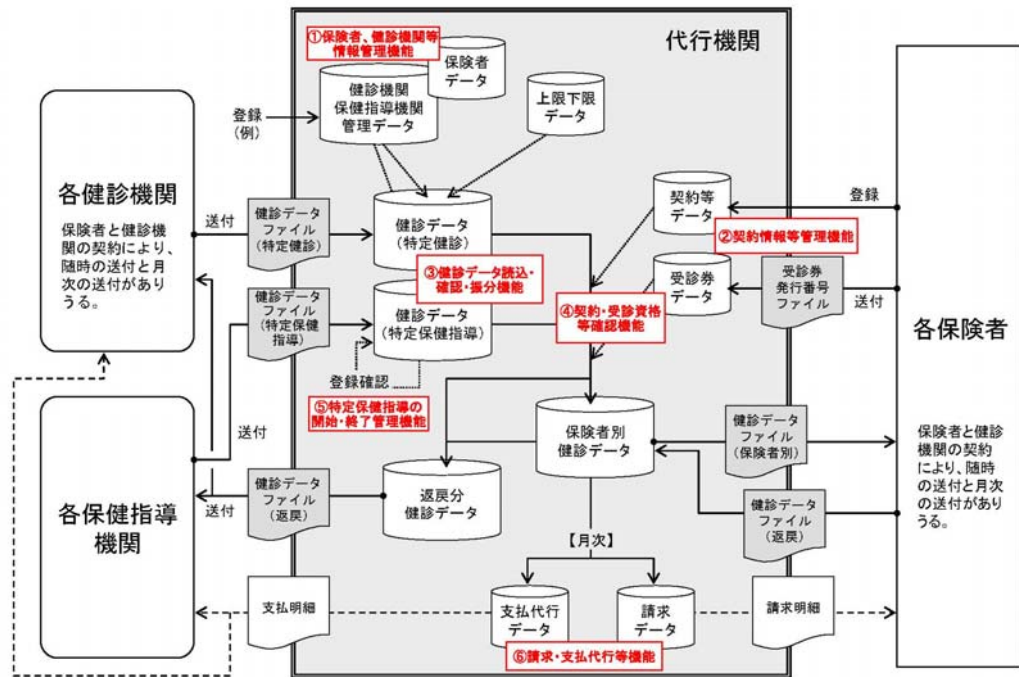 代行機関
①保険者、健診機関等
情報管理機能
保険者
データ
健診機関
保健指導機関
管理データ
上限下限
データ
登録
(例)
各健診機関
保険者と健診機
関の契約により、
随時の送付と月
次の送付があり
うる。
送付
健診データ
ファイル
(特定健診)
健診データ
(特定健診)
契約等
データ
登録
②契約情報等管理機能
③健診データ読込・
確認・振分機能
受診券
データ
受診券
発行番号
ファイル
送付
健診データ
ファイル
(特定保健
指導)
健診データ
(特定保健指導)
④契約・受診資格
等確認機能
各保険者
保険者と健診
機関の契約
により、随時
の送付と月次
の送付があり
うる。
登録確認
⑤特定保健指導の
開始・終了管理機能
送付
各保健指導
機関
保険者別
健診データ
健診データ
ファイル
(保険者別)
送付
健診データ
ファイル
(返戻)
返戻分
健診データ
健診データ
ファイル
(返戻)
【月次】
支払明細
支払代行
データ
請求
データ
請求明細
⑥請求・支払代行等機能